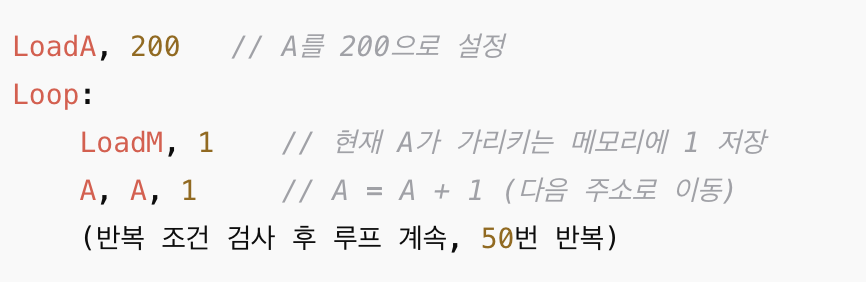 LoadA, 200 // A를 200으로 설정
Loop:
LoadM, 1 // 현재 A가 가리키는 메모리에 1 저장
A, A, 1 // A = A + 1 (다음 주소로 이동)
(반복 조건 검사 후 루프 계속, 50번 반복)